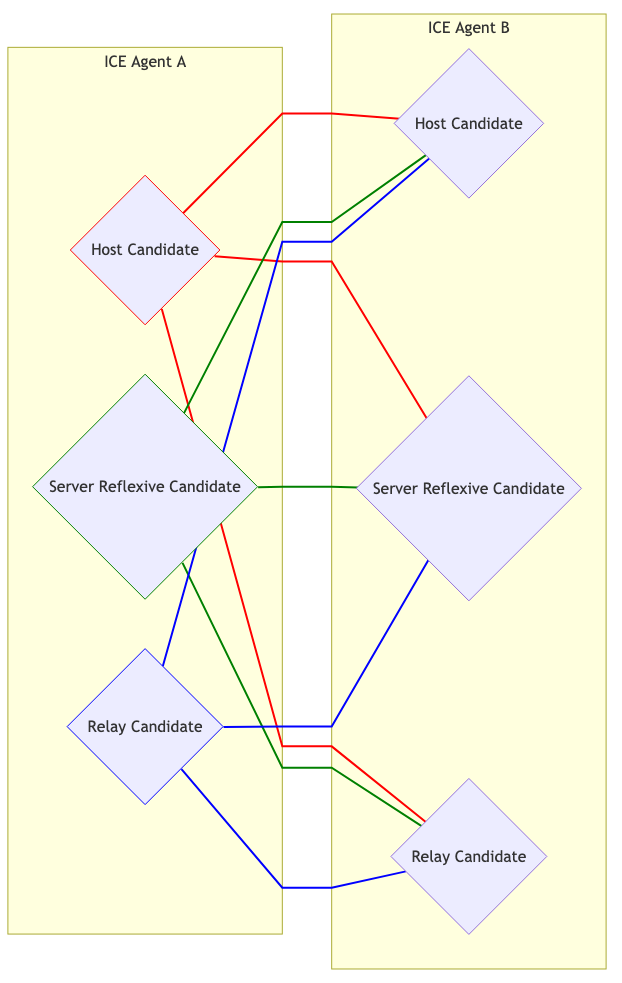 ICE Agent A
Host Candidate
Server Reflexive Candidate
Relay Candidate
ICE Agent B
Host Candidate
Server Reflexive Candidate
Relay Candidate